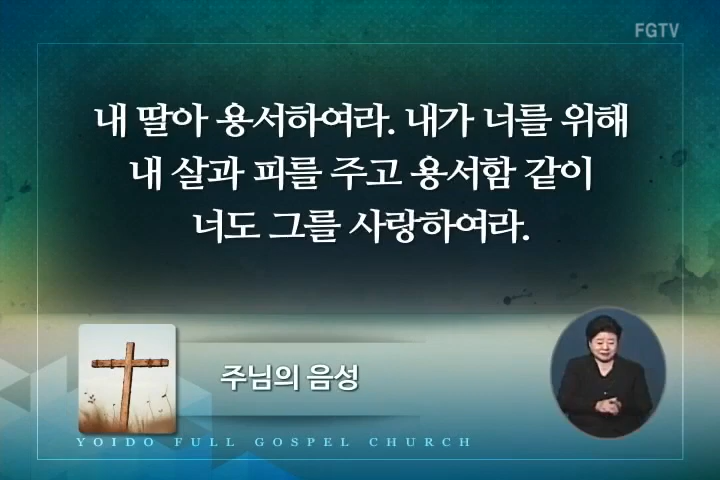 FGTV
내 딸아 용서하여라. 내가 너를 위해
내 살과 피를 주고 용서함 같이
너도 그를 사랑하여라.
주님의 음성
YOIDO FULL GOSPEL CHURCH